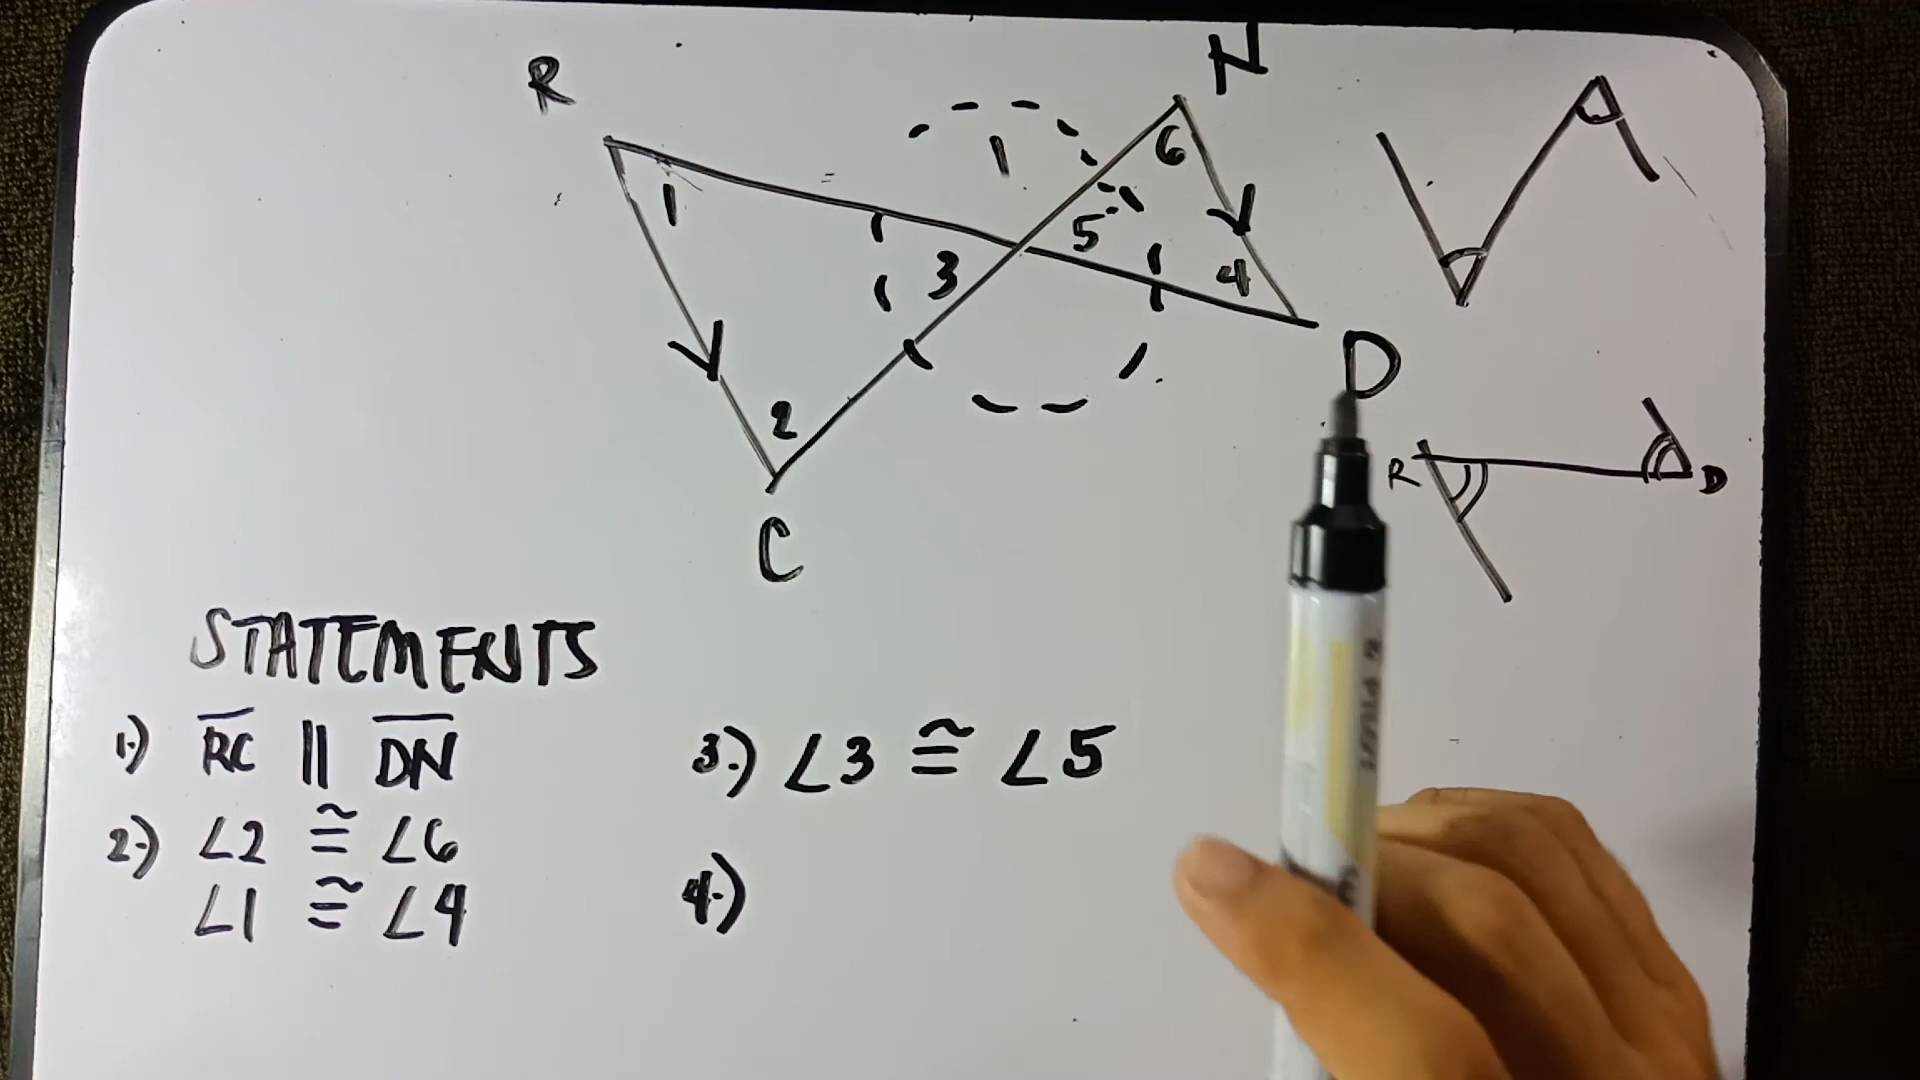 N
R
6
1
5
3
4
D
2
R
D
C
STATEMENTS
1.) RC || DN
2.) ∠2 ≅ ∠6
∠1 ≅ ∠4
3.) ∠3 ≅ ∠5
4.)